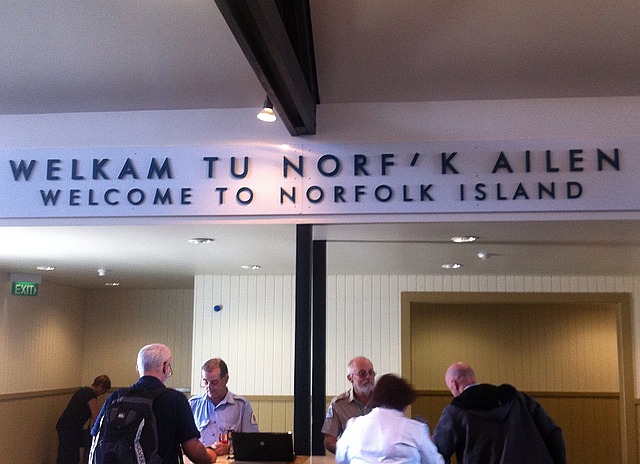 WELKAM TU NORF'K AILEN
WELCOME TO NORFOLK ISLAND
EXIT